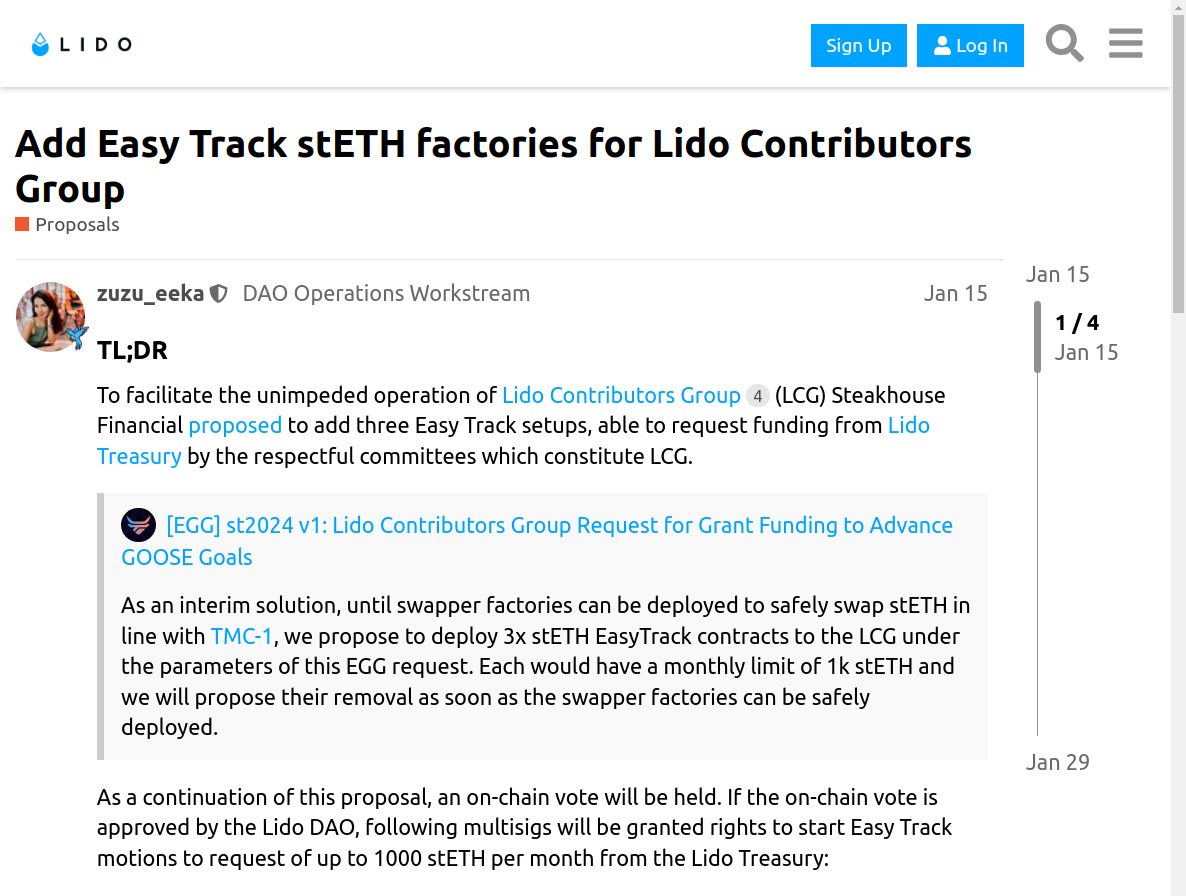 LIDO
Sign Up
Log In
Add Easy Track stETH factories for Lido Contributors
Group
Proposals
zuzu_eeka DAO Operations Workstream Jan 15
TL;DR
To facilitate the unimpeded operation of Lido Contributors Group 4 (LCG) Steakhouse
Financial proposed to add three Easy Track setups, able to request funding from Lido
Treasury by the respectful committees which constitute LCG.
[EGG] st2024 v1: Lido Contributors Group Request for Grant Funding to Advance
GOOSE Goals
As an interim solution, until swapper factories can be deployed to safely swap stETH in
line with TMC-1, we propose to deploy 3x stETH EasyTrack contracts to the LCG under
the parameters of this EGG request. Each would have a monthly limit of 1k stETH and
we will propose their removal as soon as the swapper factories can be safely
deployed.
As a continuation of this proposal, an on-chain vote will be held. If the on-chain vote is
approved by the Lido DAO, following multisigs will be granted rights to start Easy Track
motions to request of up to 1000 stETH per month from the Lido Treasury:
Jan 15
1 / 4
Jan 15
Jan 29